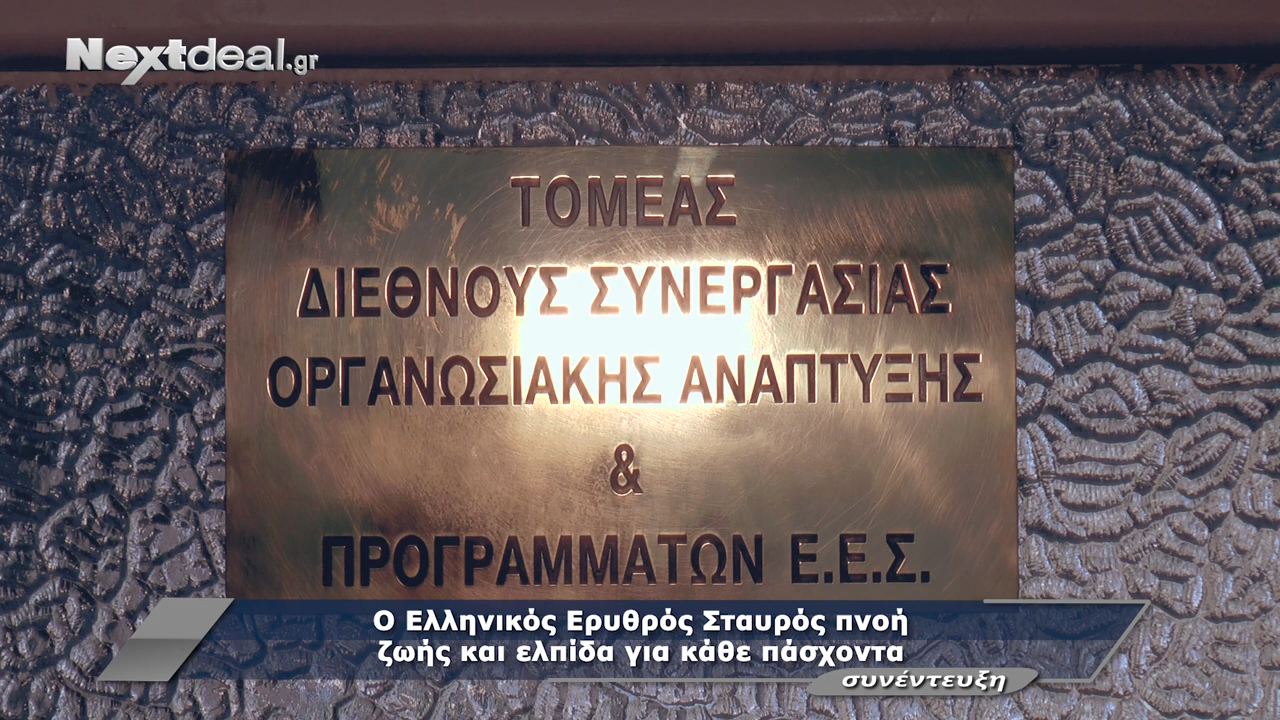 Nextdeal.gr
ΤΟΜΕΑΣ
ΔΙΕΘΝΟΥΣ ΣΥΝΕΡΓΑΣΙΑΣ
ΟΡΓΑΝΩΣΙΑΚΗΣ ΑΝΑΠΤΥΞΗΣ
&
ΠΡΟΓΡΑΜΜΑΤΩΝ Ε.Ε.Σ.
Ο Ελληνικός Ερυθρός Σταυρός πνοή
ζωής και ελπίδα για κάθε πάσχοντα
συνέντευξη